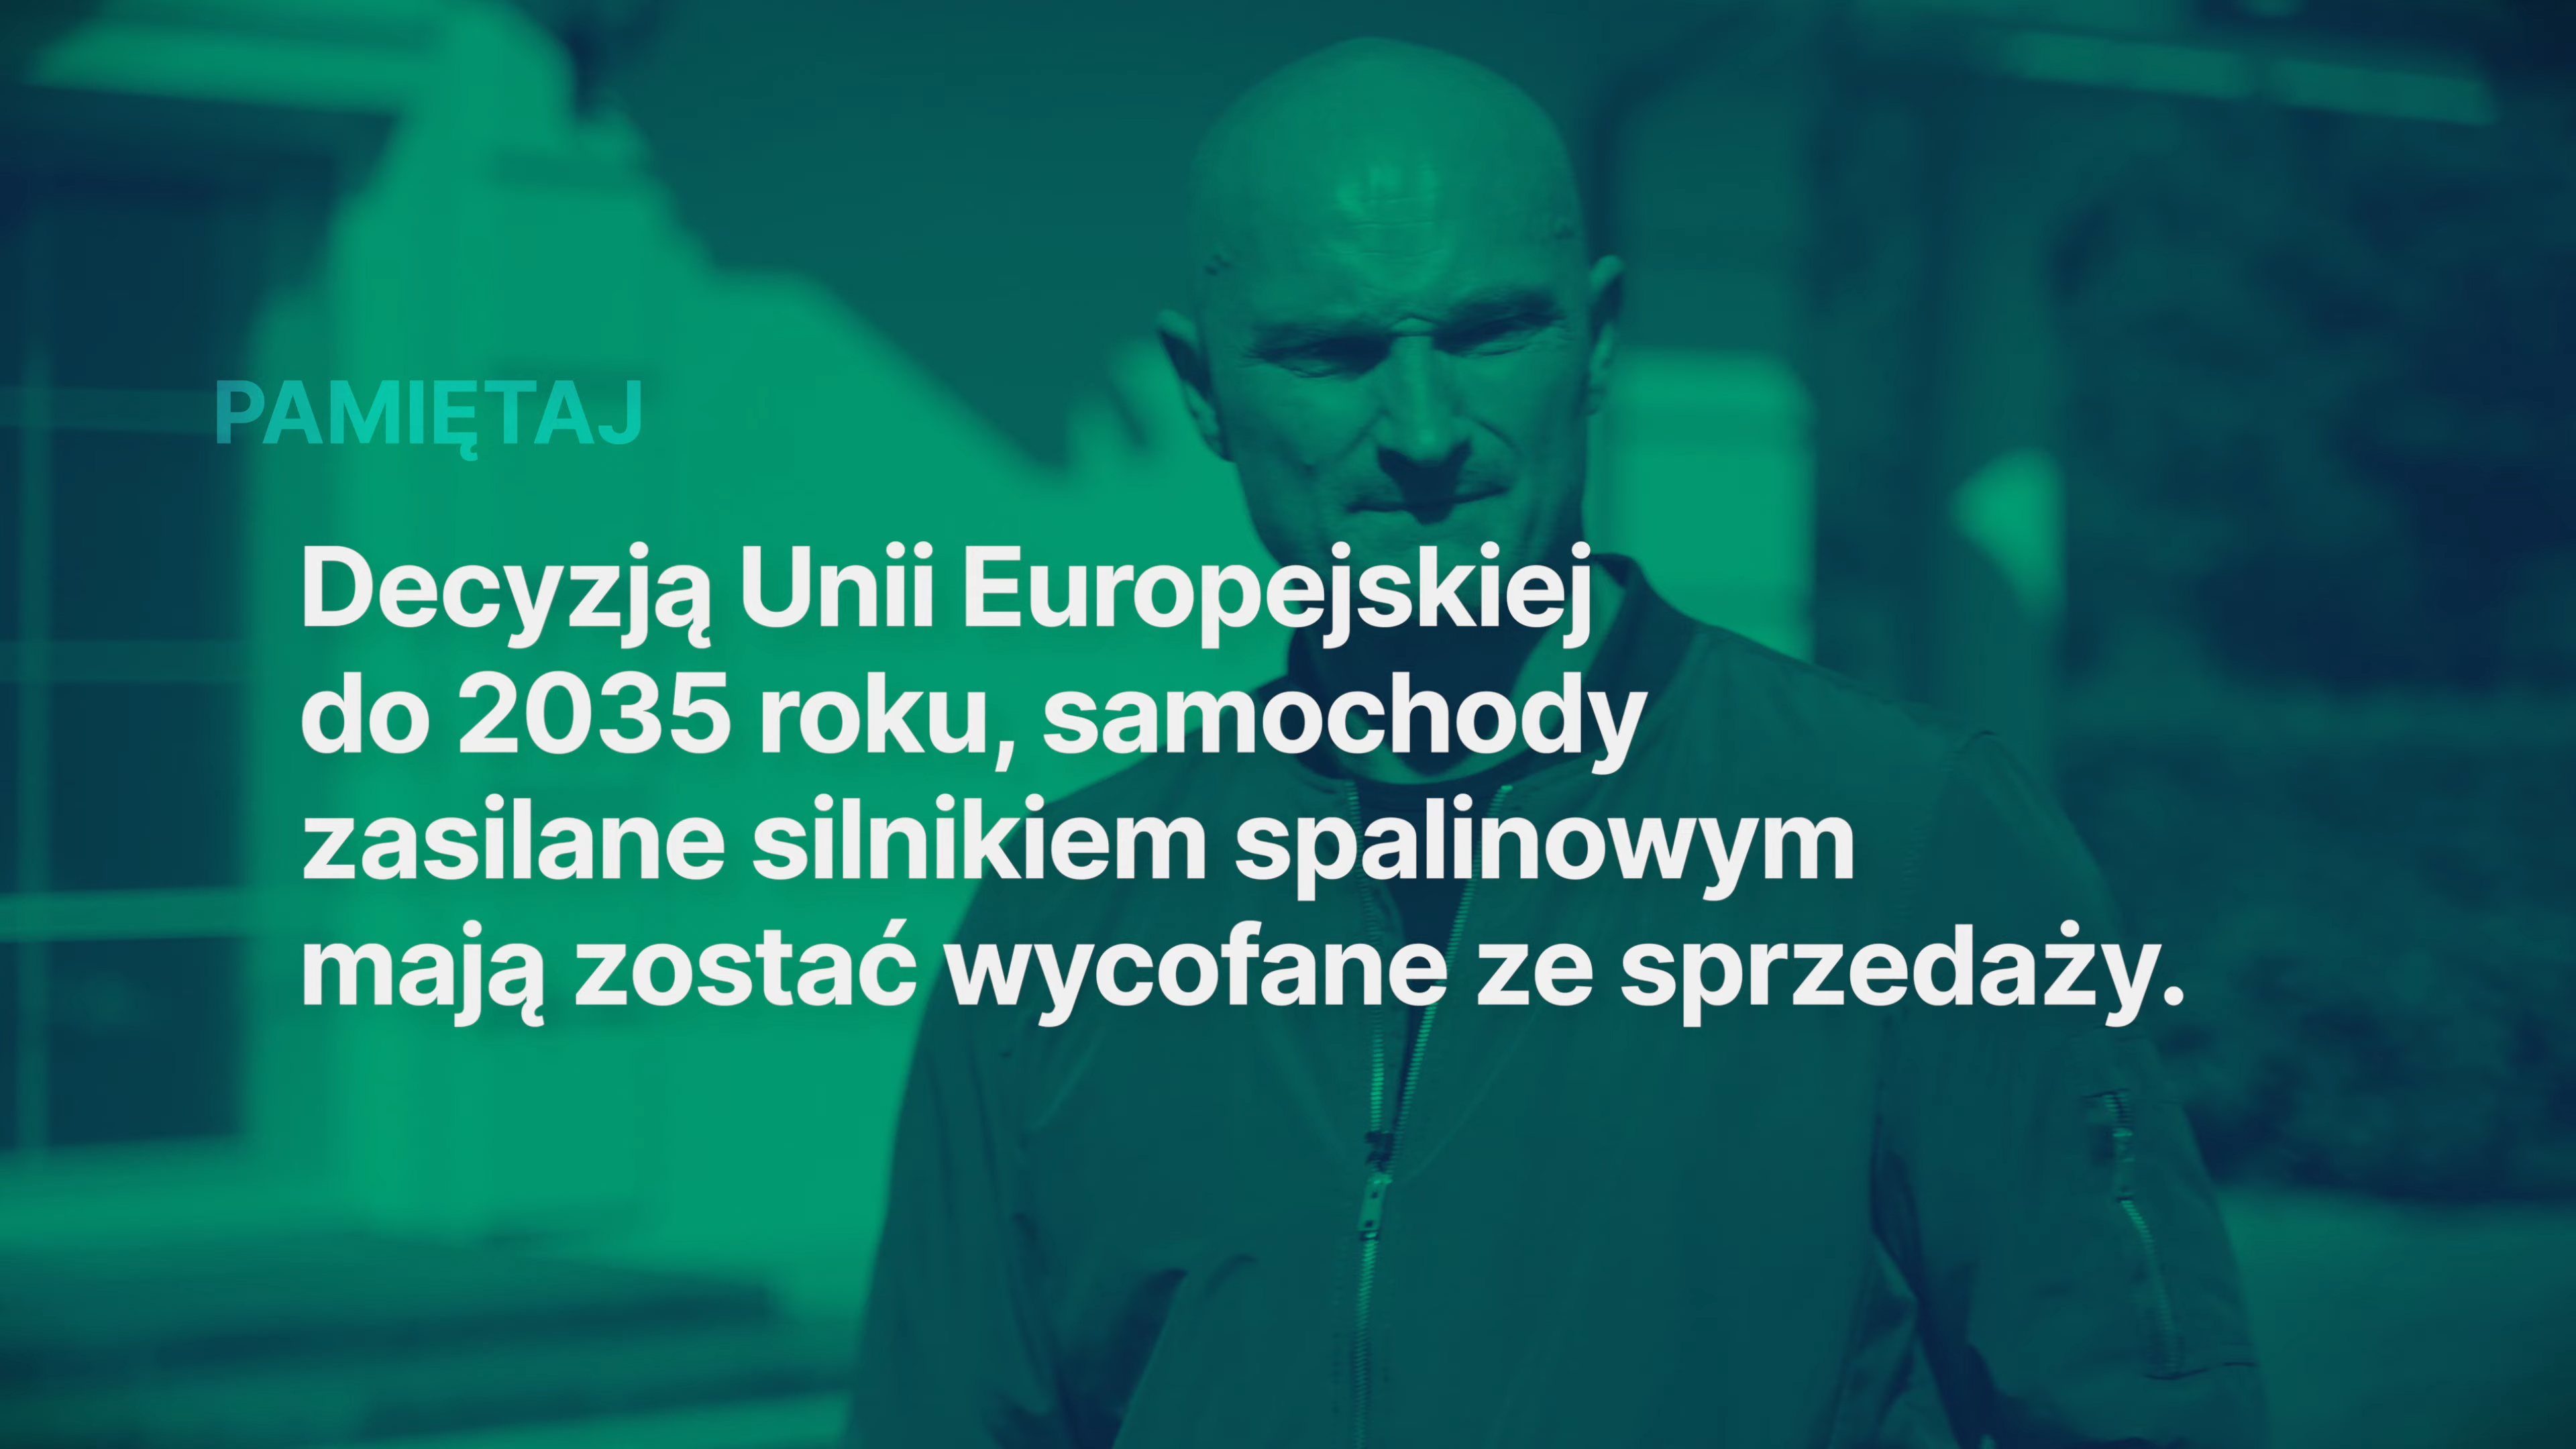 PAMIĘTAJ
Decyzją Unii Europejskiej
do 2035 roku, samochody
zasilane silnikiem spalinowym
mają zostać wycofane ze sprzedaży.